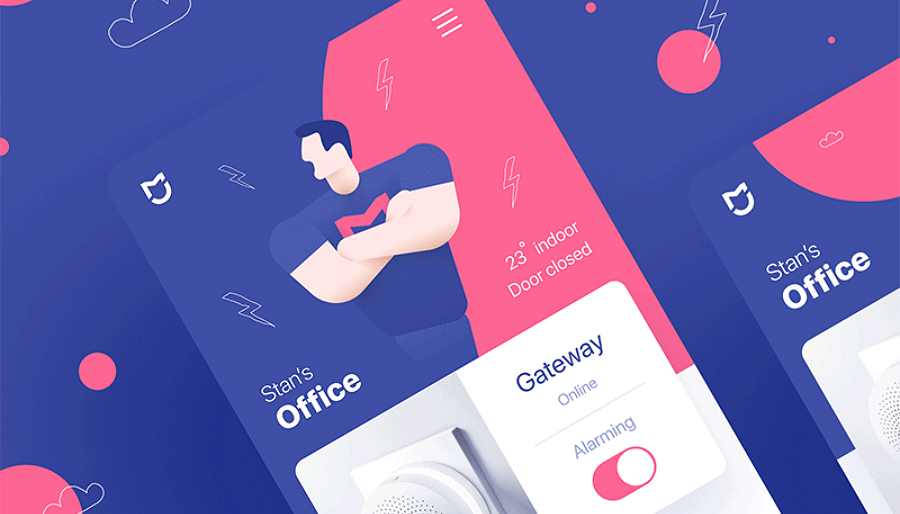 23° indoor
Door closed
Stan's
Office
Gateway
Online
Alarming
Stan's
Office